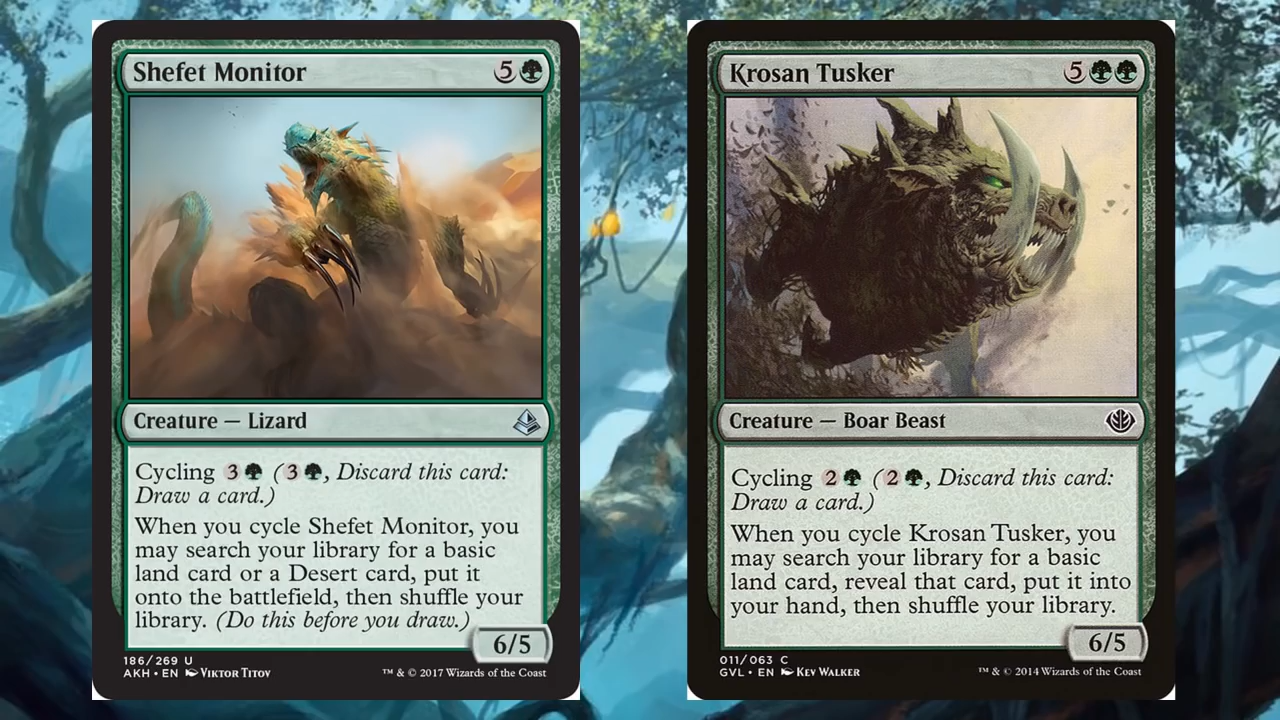 Shefet Monitor 5
Creature — Lizard
Cycling 3 (3, Discard this card:
Draw a card.)
When you cycle Shefet Monitor, you
may search your library for a basic
land card or a Desert card, put it
onto the battlefield, then shuffle your
library. (Do this before you draw.)
6/5
186/269 U
AKH • EN Viktor Titov
™ & © 2017 Wizards of the Coast
Krosan Tusker 5
Creature — Boar Beast
Cycling 2 (2, Discard this card:
Draw a card.)
When you cycle Krosan Tusker, you
may search your library for a basic
land card, reveal that card, put it into
your hand, then shuffle your library.
6/5
011/063 C
GVL • EN Kev Walker
™ & © 2014 Wizards of the Coast